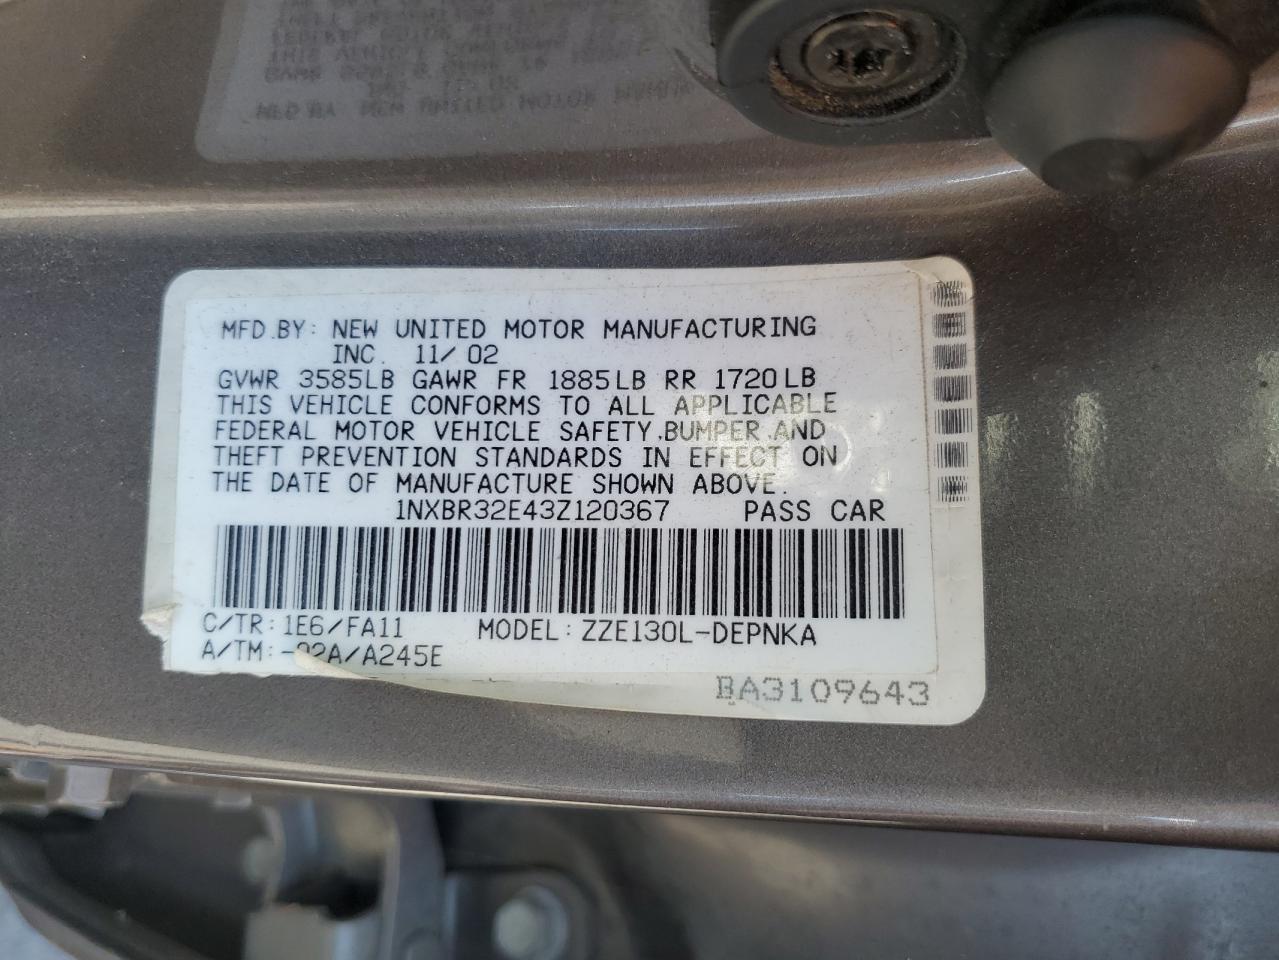 MFD.BY: NEW UNITED MOTOR MANUFACTURING
INC. 11/02
GVWR 3585LB GAWR FR 1885LB RR 1720LB
THIS VEHICLE CONFORMS TO ALL APPLICABLE
FEDERAL MOTOR VEHICLE SAFETY,BUMPER,AND
THEFT PREVENTION STANDARDS IN EFFECT ON
THE DATE OF MANUFACTURE SHOWN ABOVE.
1NXBR32E43Z120367 PASS CAR
C/TR: 1E6/FA11 MODEL: ZZE130L-DEPNKA
A/TM: -02A/A245E
BA3109643